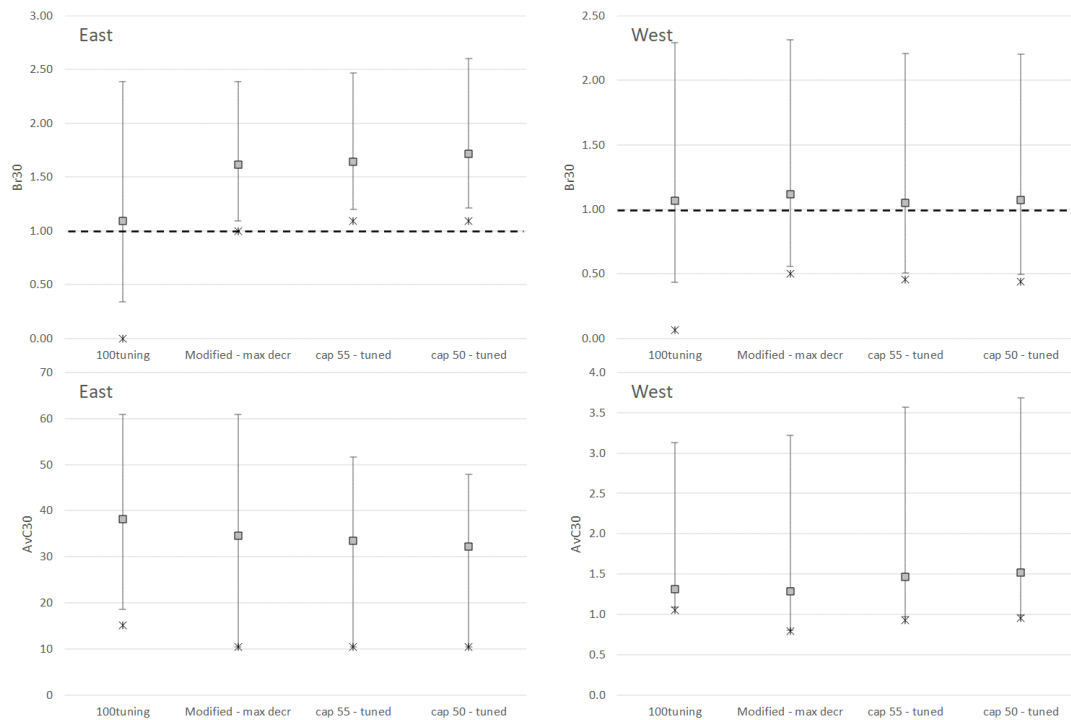 East
3.00
2.50
2.00
1.50
1.00
0.50
0.00
Br30
100tuning Modified - max decr cap 55 - tuned cap 50 - tuned
West
2.50
2.00
1.50
1.00
0.50
0.00
Br30
100tuning Modified - max decr cap 55 - tuned cap 50 - tuned
East
70
60
50
40
30
20
10
0
AvC30
100tuning Modified - max decr cap 55 - tuned cap 50 - tuned
West
4.0
3.5
3.0
2.5
2.0
1.5
1.0
0.5
0.0
AvC30
100tuning Modified - max decr cap 55 - tuned cap 50 - tuned